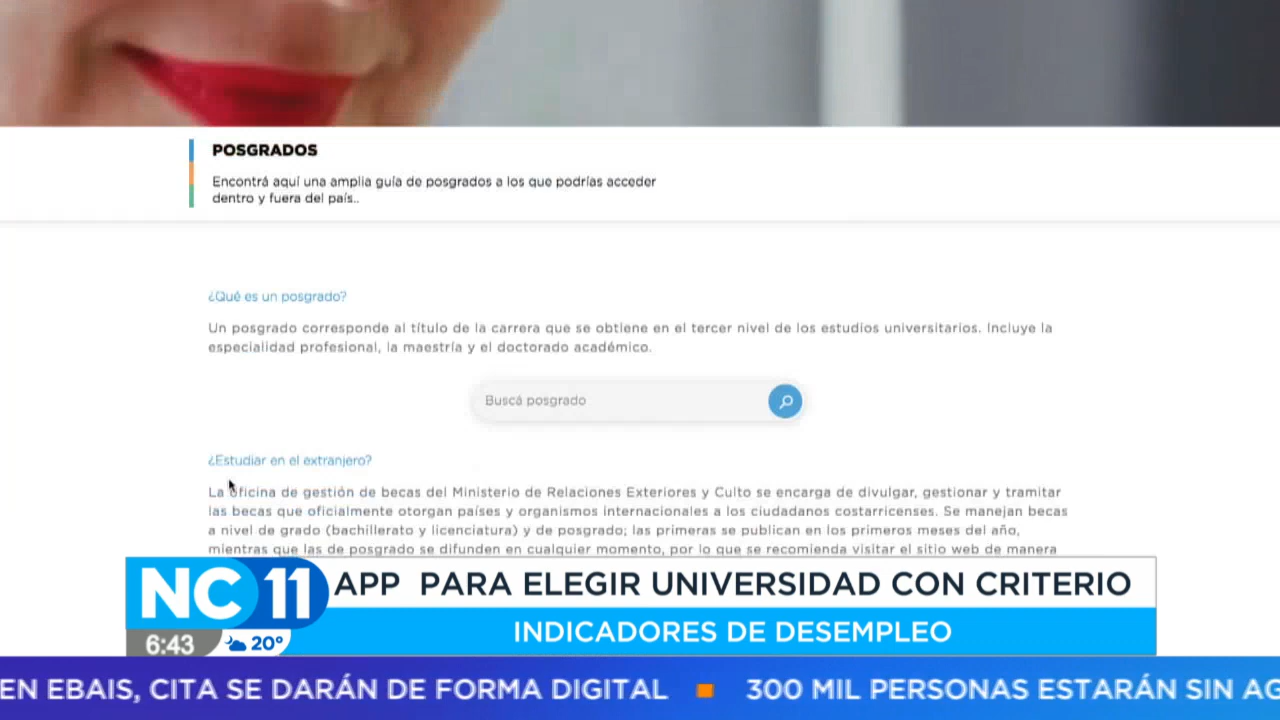 POSGRADOS
Encontrá aquí una amplia guía de posgrados a los que podrías acceder
dentro y fuera del país..
¿Qué es un posgrado?
Un posgrado corresponde al título de la carrera que se obtiene en el tercer nivel de los estudios universitarios. Incluye la
especialidad profesional, la maestría y el doctorado académico.
Buscá posgrado
¿Estudiar en el extranjero?
La oficina de gestión de becas del Ministerio de Relaciones Exteriores y Culto se encarga de divulgar, gestionar y tramitar
las becas que oficialmente otorgan países y organismos internacionales a los ciudadanos costarricenses. Se manejan becas
a nivel de grado (bachillerato y licenciatura) y de posgrado; las primeras se publican en los primeros meses del año,
mientras que las de posgrado se difunden en cualquier momento, por lo que se recomienda visitar el sitio web de manera
NC 11
APP PARA ELEGIR UNIVERSIDAD CON CRITERIO
INDICADORES DE DESEMPLEO
6:43
20°
EN EBAIS, CITA SE DARÁN DE FORMA DIGITAL
300 MIL PERSONAS ESTARÁN SIN AG